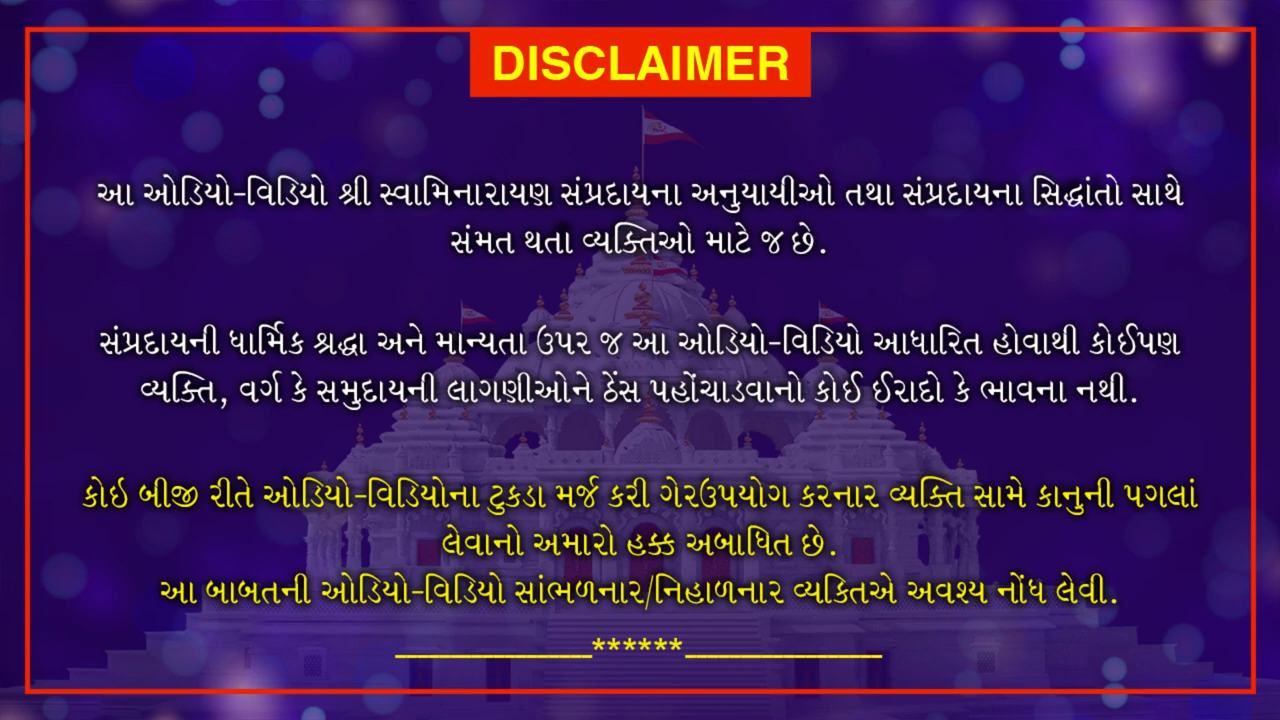 DISCLAIMER
આ ઓડિયો-વિડિયો શ્રી સ્વામિનારાયણ સંપ્રદાયના અનુયાયીઓ તથા સંપ્રદાયના સિદ્ધાંતો સાથે
સંમત થતા વ્યક્તિઓ માટે જ છે.
સંપ્રદાયની ધાર્મિક શ્રદ્ધા અને માન્યતા ઉપર જ આ ઓડિયો-વિડિયો આધારિત હોવાથી કોઈપણ
વ્યક્તિ, વર્ગ કે સમુદાયની લાગણીઓને ઠેંસ પહોંચાડવાનો કોઈ ઈરાદો કે ભાવના નથી.
કોઇ બીજી રીતે ઓડિયો-વિડિયોના ટુકડા મર્જ કરી ગેરઉપયોગ કરનાર વ્યક્તિ સામે કાનુની પગલાં
લેવાનો અમારો હક્ક અબાધિત છે.
આ બાબતની ઓડિયો-વિડિયો સાંભળનાર/નિહાળનાર વ્યકિતએ અવશ્ય નોંધ લેવી.
________________******________________